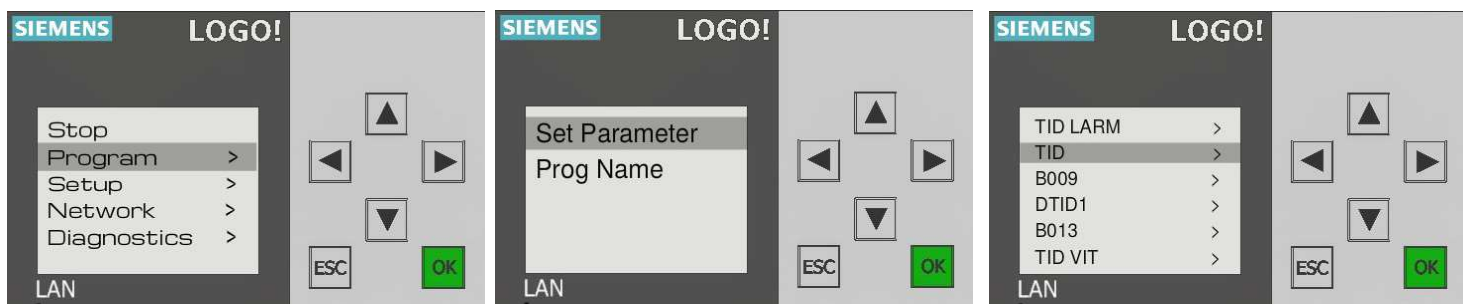 SIEMENS LOGO!
Stop
Program >
Setup >
Network >
Diagnostics >
ESC OK
LAN
SIEMENS LOGO!
Set Parameter
Prog Name
ESC OK
LAN
SIEMENS LOGO!
TID LARM >
TID >
B009 >
DTID1 >
B013 >
TID VIT >
ESC OK
LAN